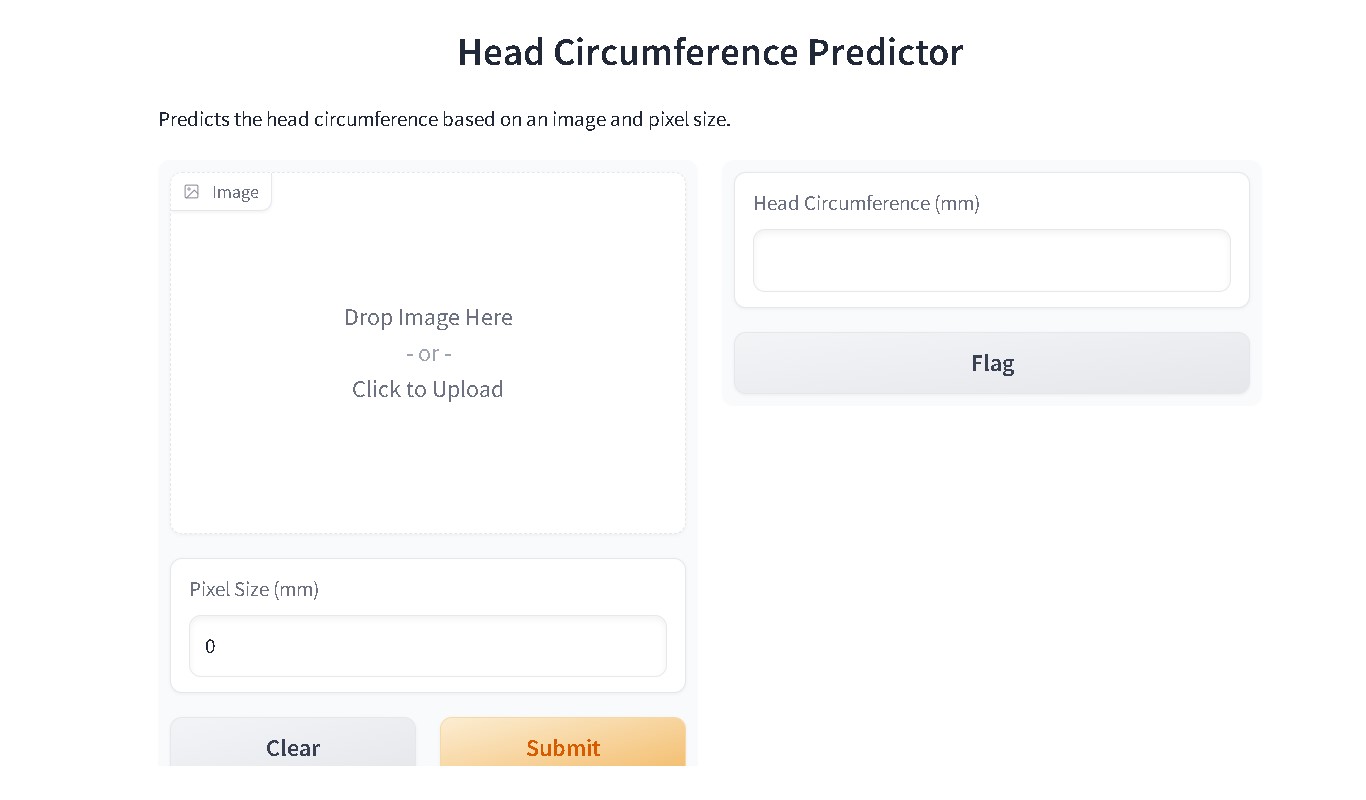 Head Circumference Predictor
Predicts the head circumference based on an image and pixel size.
Image
Drop Image Here
- or -
Click to Upload
Pixel Size (mm)
0
Clear
Submit
Head Circumference (mm)
Flag